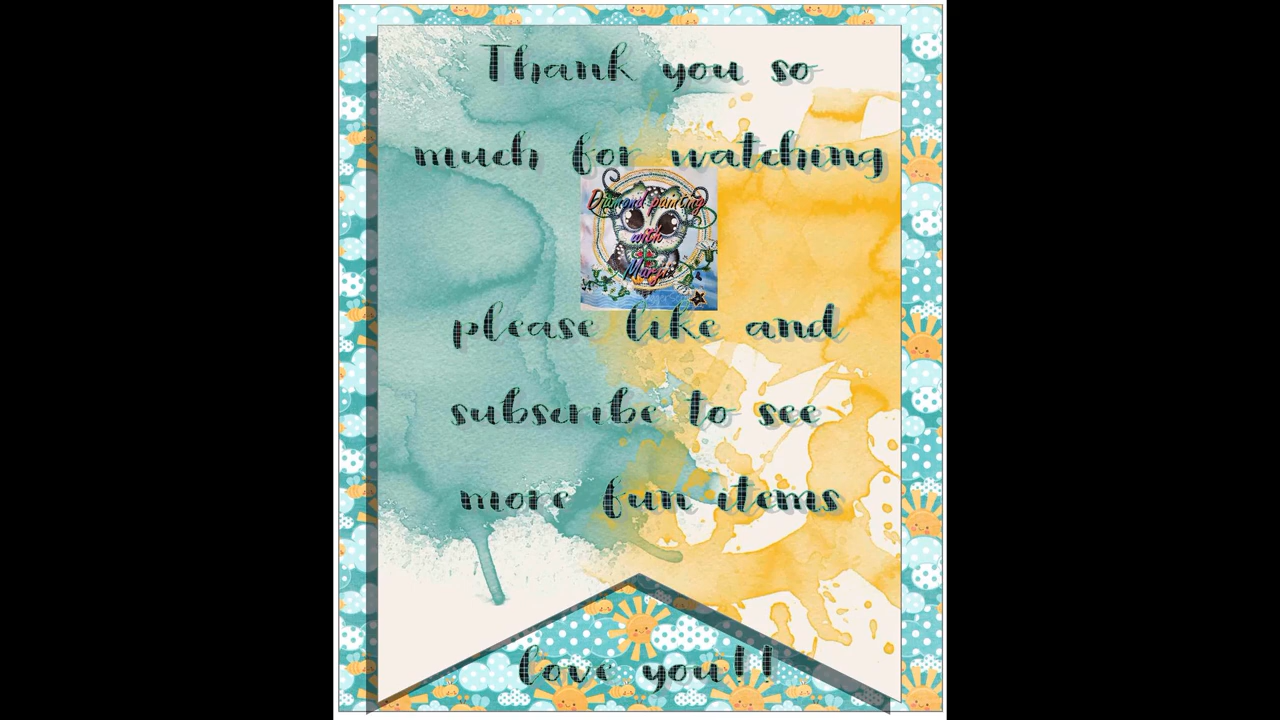 Thank you so
much for watching
Diamond painting
with
Margie
please like and
subscribe to see
more fun items
love you!!